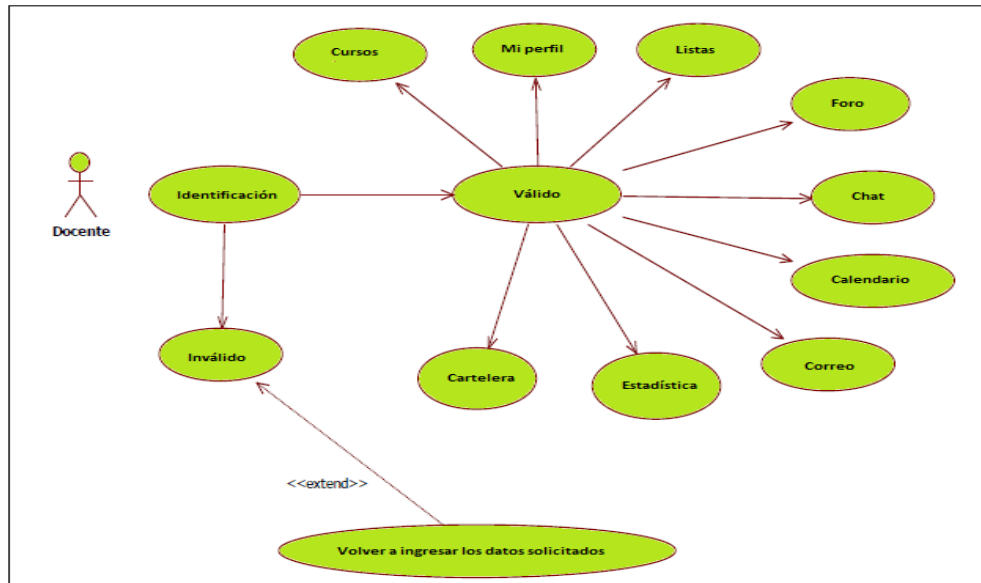 Mi perfil
Cursos
Listas
Foro
Identificación
Válido
Chat
Docente
Calendario
Inválido
Cartelera
Estadística
Correo
<<extend>>
Volver a ingresar los datos solicitados